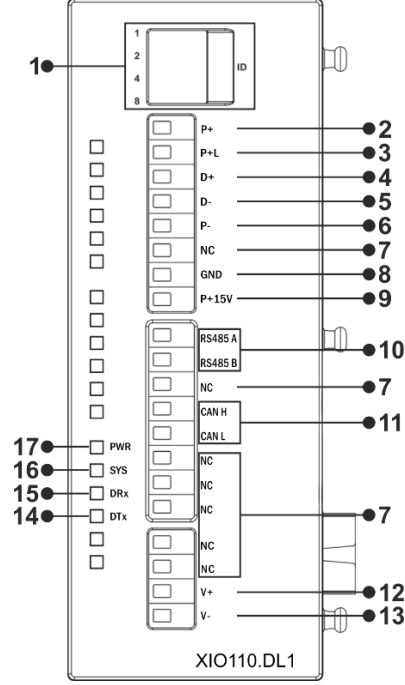 1
2
4
8
ID
1
P+ 2
P+L 3
D+ 4
D- 5
P- 6
NC 7
GND 8
P+15V 9
RS485 A
RS485 B
10
NC 7
CAN H
CAN L
11
17 PWR
16 SYS
15 DRx
14 DTx
NC
NC
NC
NC
NC
7
V+ 12
V- 13
XIO110.DL1